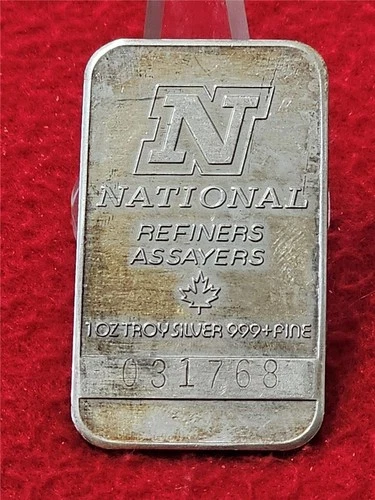 N
NATIONAL
REFINERS
ASSAYERS
1 OZ TROY SILVER 999+FINE
031768